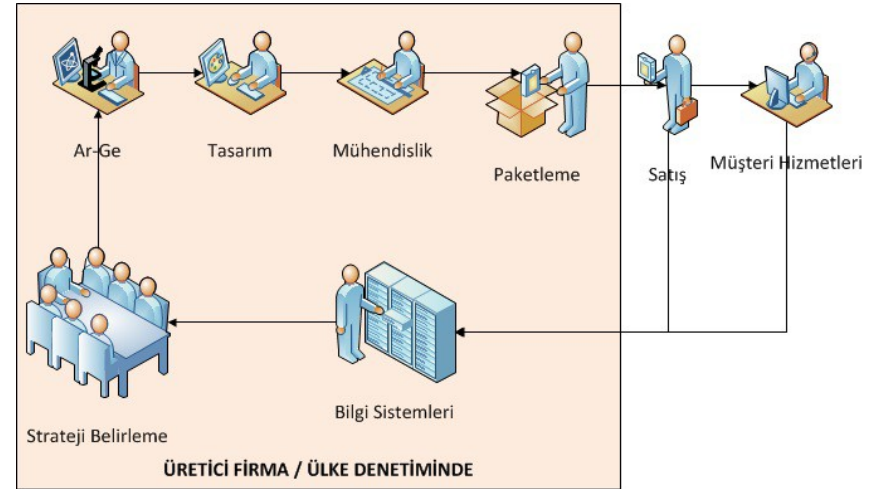 Ar-Ge
Tasarım
Mühendislik
Paketleme
Satış
Müşteri Hizmetleri
Strateji Belirleme
Bilgi Sistemleri
ÜRETİCİ FİRMA / ÜLKE DENETİMİNDE